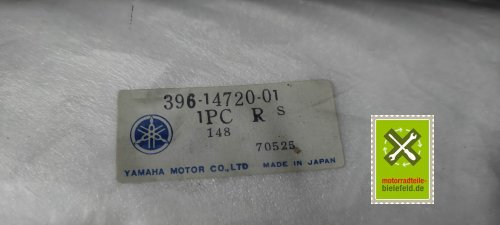 396-14720-01
1PC R S
148
70525
YAMAHA MOTOR CO.,LTD MADE IN JAPAN
motorradteile-
bielefeld.de